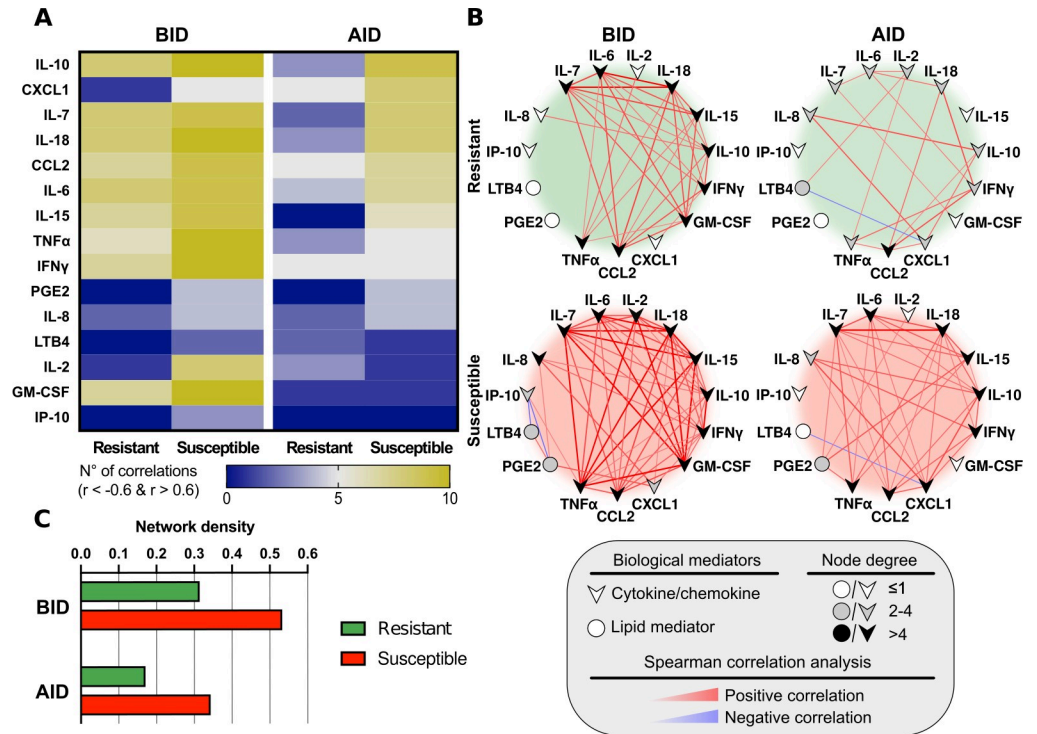 A
BID
AID
IL-10
CXCL1
IL-7
IL-18
CCL2
IL-6
IL-15
TNFα
IFNγ
PGE2
IL-8
LTB4
IL-2
GM-CSF
IP-10
Resistant Susceptible Resistant Susceptible
N° of correlations
(r < -0.6 & r > 0.6)
0 5 10
B
BID
AID
Resistant
IL-6
IL-2
IL-7
IL-18
IL-8
IL-15
IP-10
IL-10
LTB4
IFNγ
PGE2
GM-CSF
TNFα
CXCL1
CCL2
IL-6
IL-2
IL-7
IL-18
IL-8
IL-15
IP-10
IL-10
LTB4
IFNγ
PGE2
GM-CSF
TNFα
CXCL1
CCL2
Susceptible
IL-6
IL-2
IL-7
IL-18
IL-8
IL-15
IP-10
IL-10
LTB4
IFNγ
PGE2
GM-CSF
TNFα
CXCL1
CCL2
IL-6
IL-2
IL-7
IL-18
IL-8
IL-15
IP-10
IL-10
LTB4
IFNγ
PGE2
GM-CSF
TNFα
CXCL1
CCL2
C
Network density
0.0 0.1 0.2 0.3 0.4 0.5 0.6
BID
AID
Resistant
Susceptible
Biological mediators
Cytokine/chemokine
Lipid mediator
Node degree
/ ≤1
/ 2-4
/ >4
Spearman correlation analysis
Positive correlation
Negative correlation